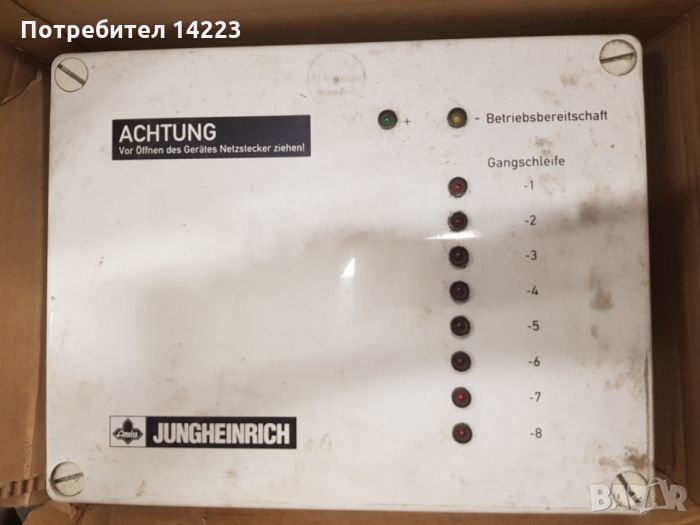 Потребител 14223
ACHTUNG
Vor Öffnen des Gerätes Netzstecker ziehen!
+
- Betriebsbereitschaft
Gangschleife
-1
-2
-3
-4
-5
-6
-7
-8
JUNGHEINRICH
BAZAR